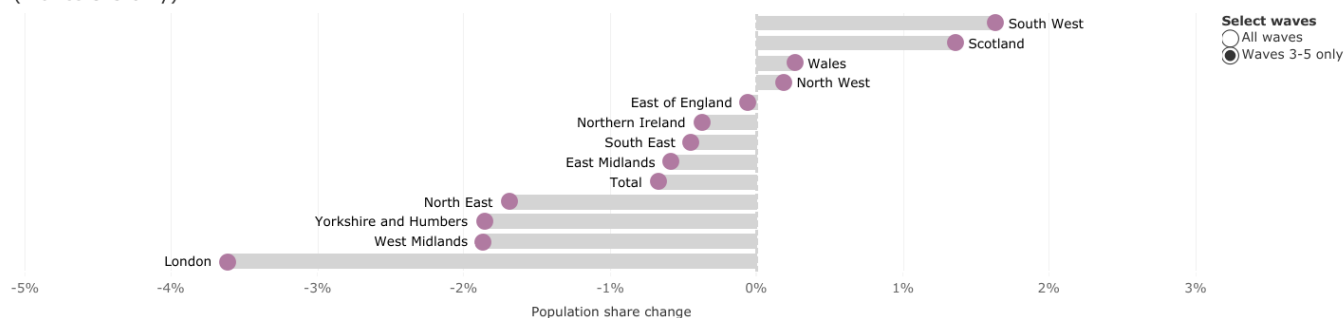 South West
Scotland
Wales
North West
East of England
Northern Ireland
South East
East Midlands
Total
North East
Yorkshire and Humbers
West Midlands
London
-5% -4% -3% -2% -1% 0% 1% 2% 3%
Population share change
Select waves
All waves
Waves 3-5 only